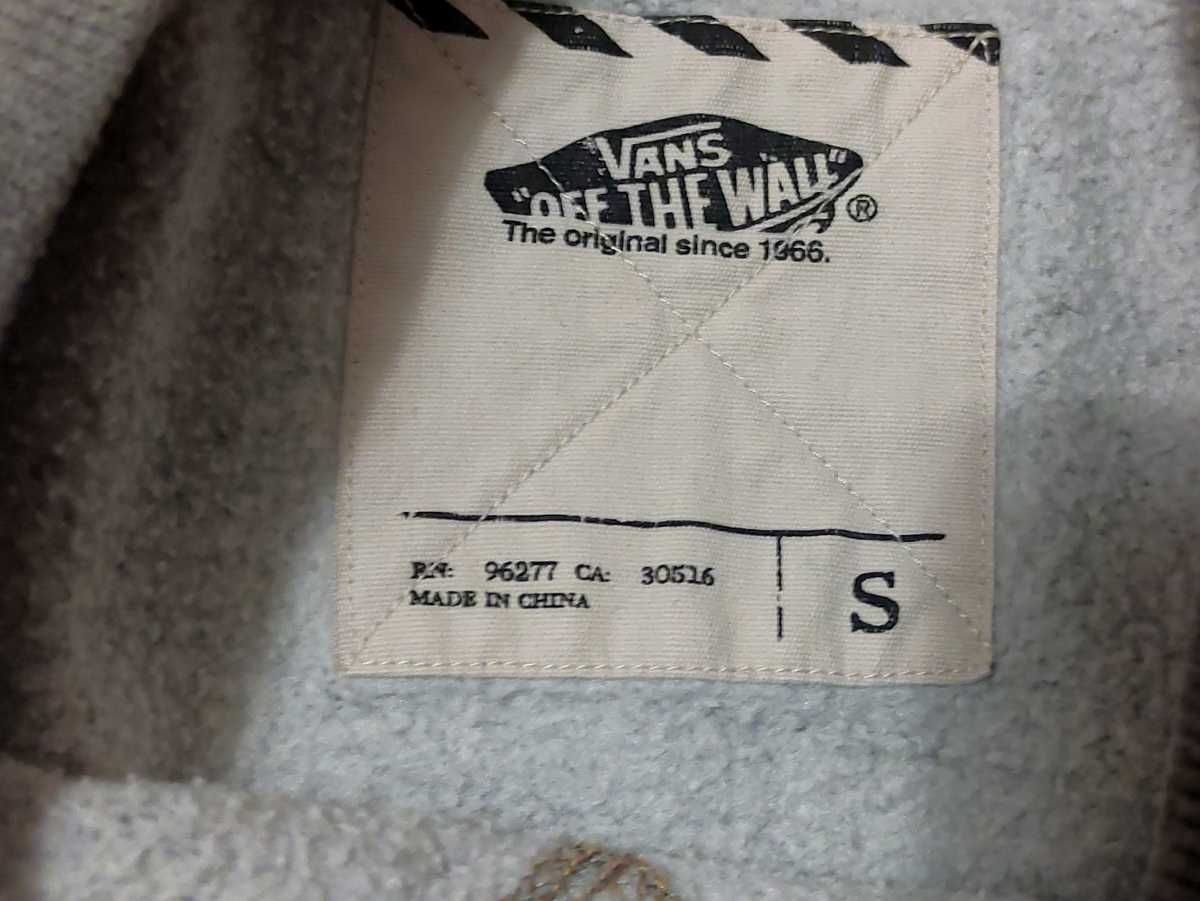 VANS
"OFF THE WALL"®
The original since 1966.
RN: 96277 CA: 30516
MADE IN CHINA
S